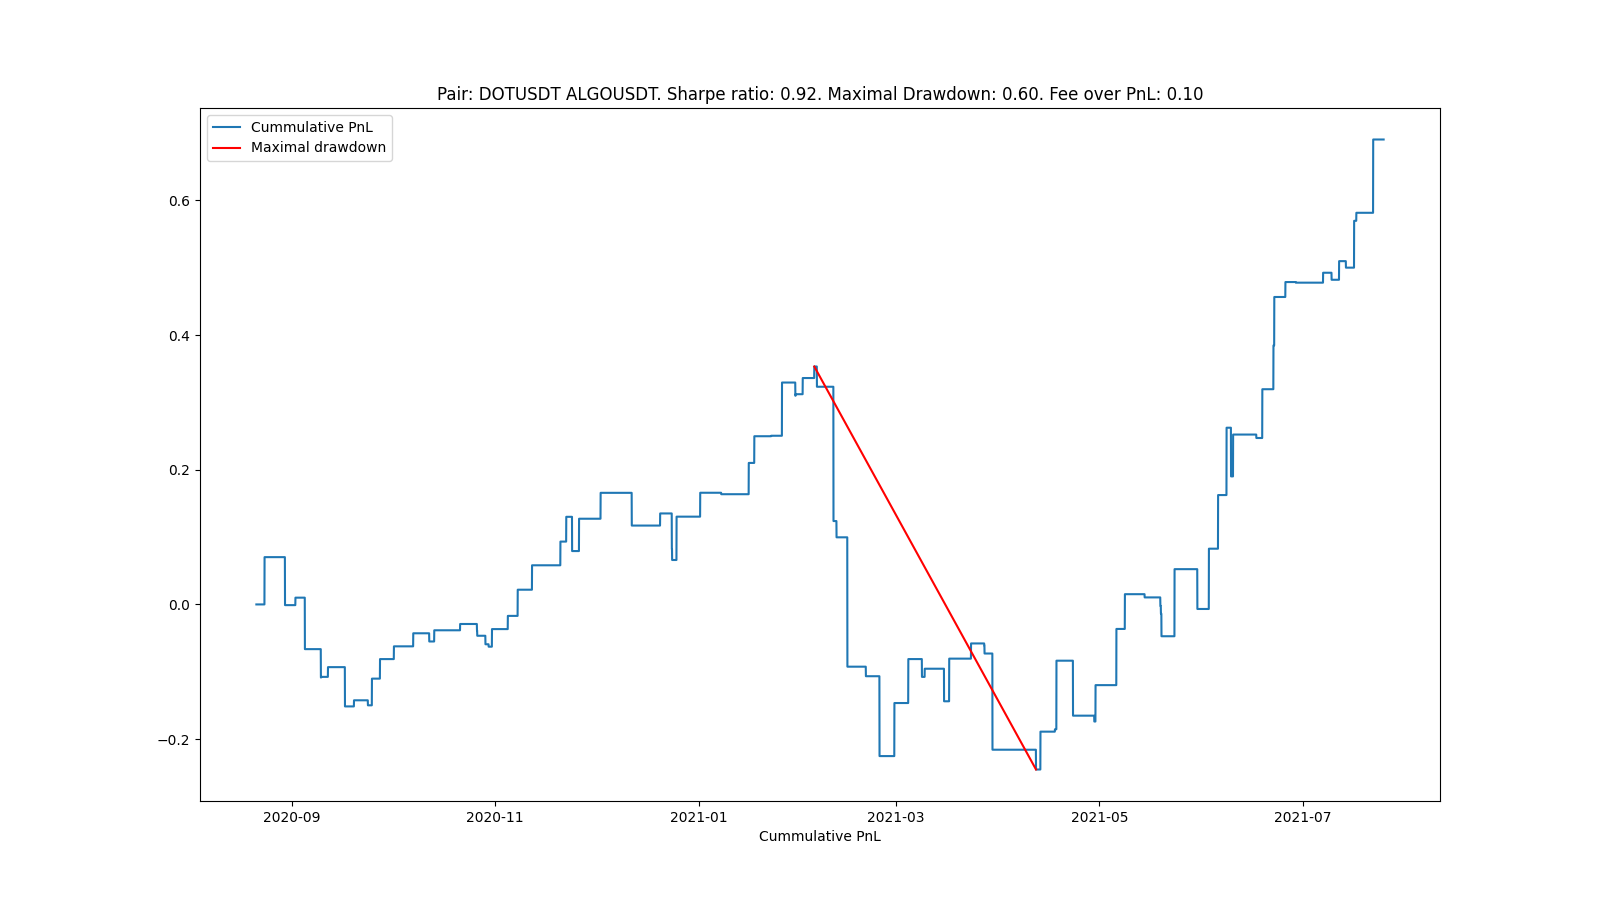 Pair: DOTUSDT ALGOUSDT. Sharpe ratio: 0.92. Maximal Drawdown: 0.60. Fee over PnL: 0.10
Cummulative PnL
Maximal drawdown
0.6
0.4
0.2
0.0
−0.2
2020-09 2020-11 2021-01 2021-03 2021-05 2021-07
Cummulative PnL